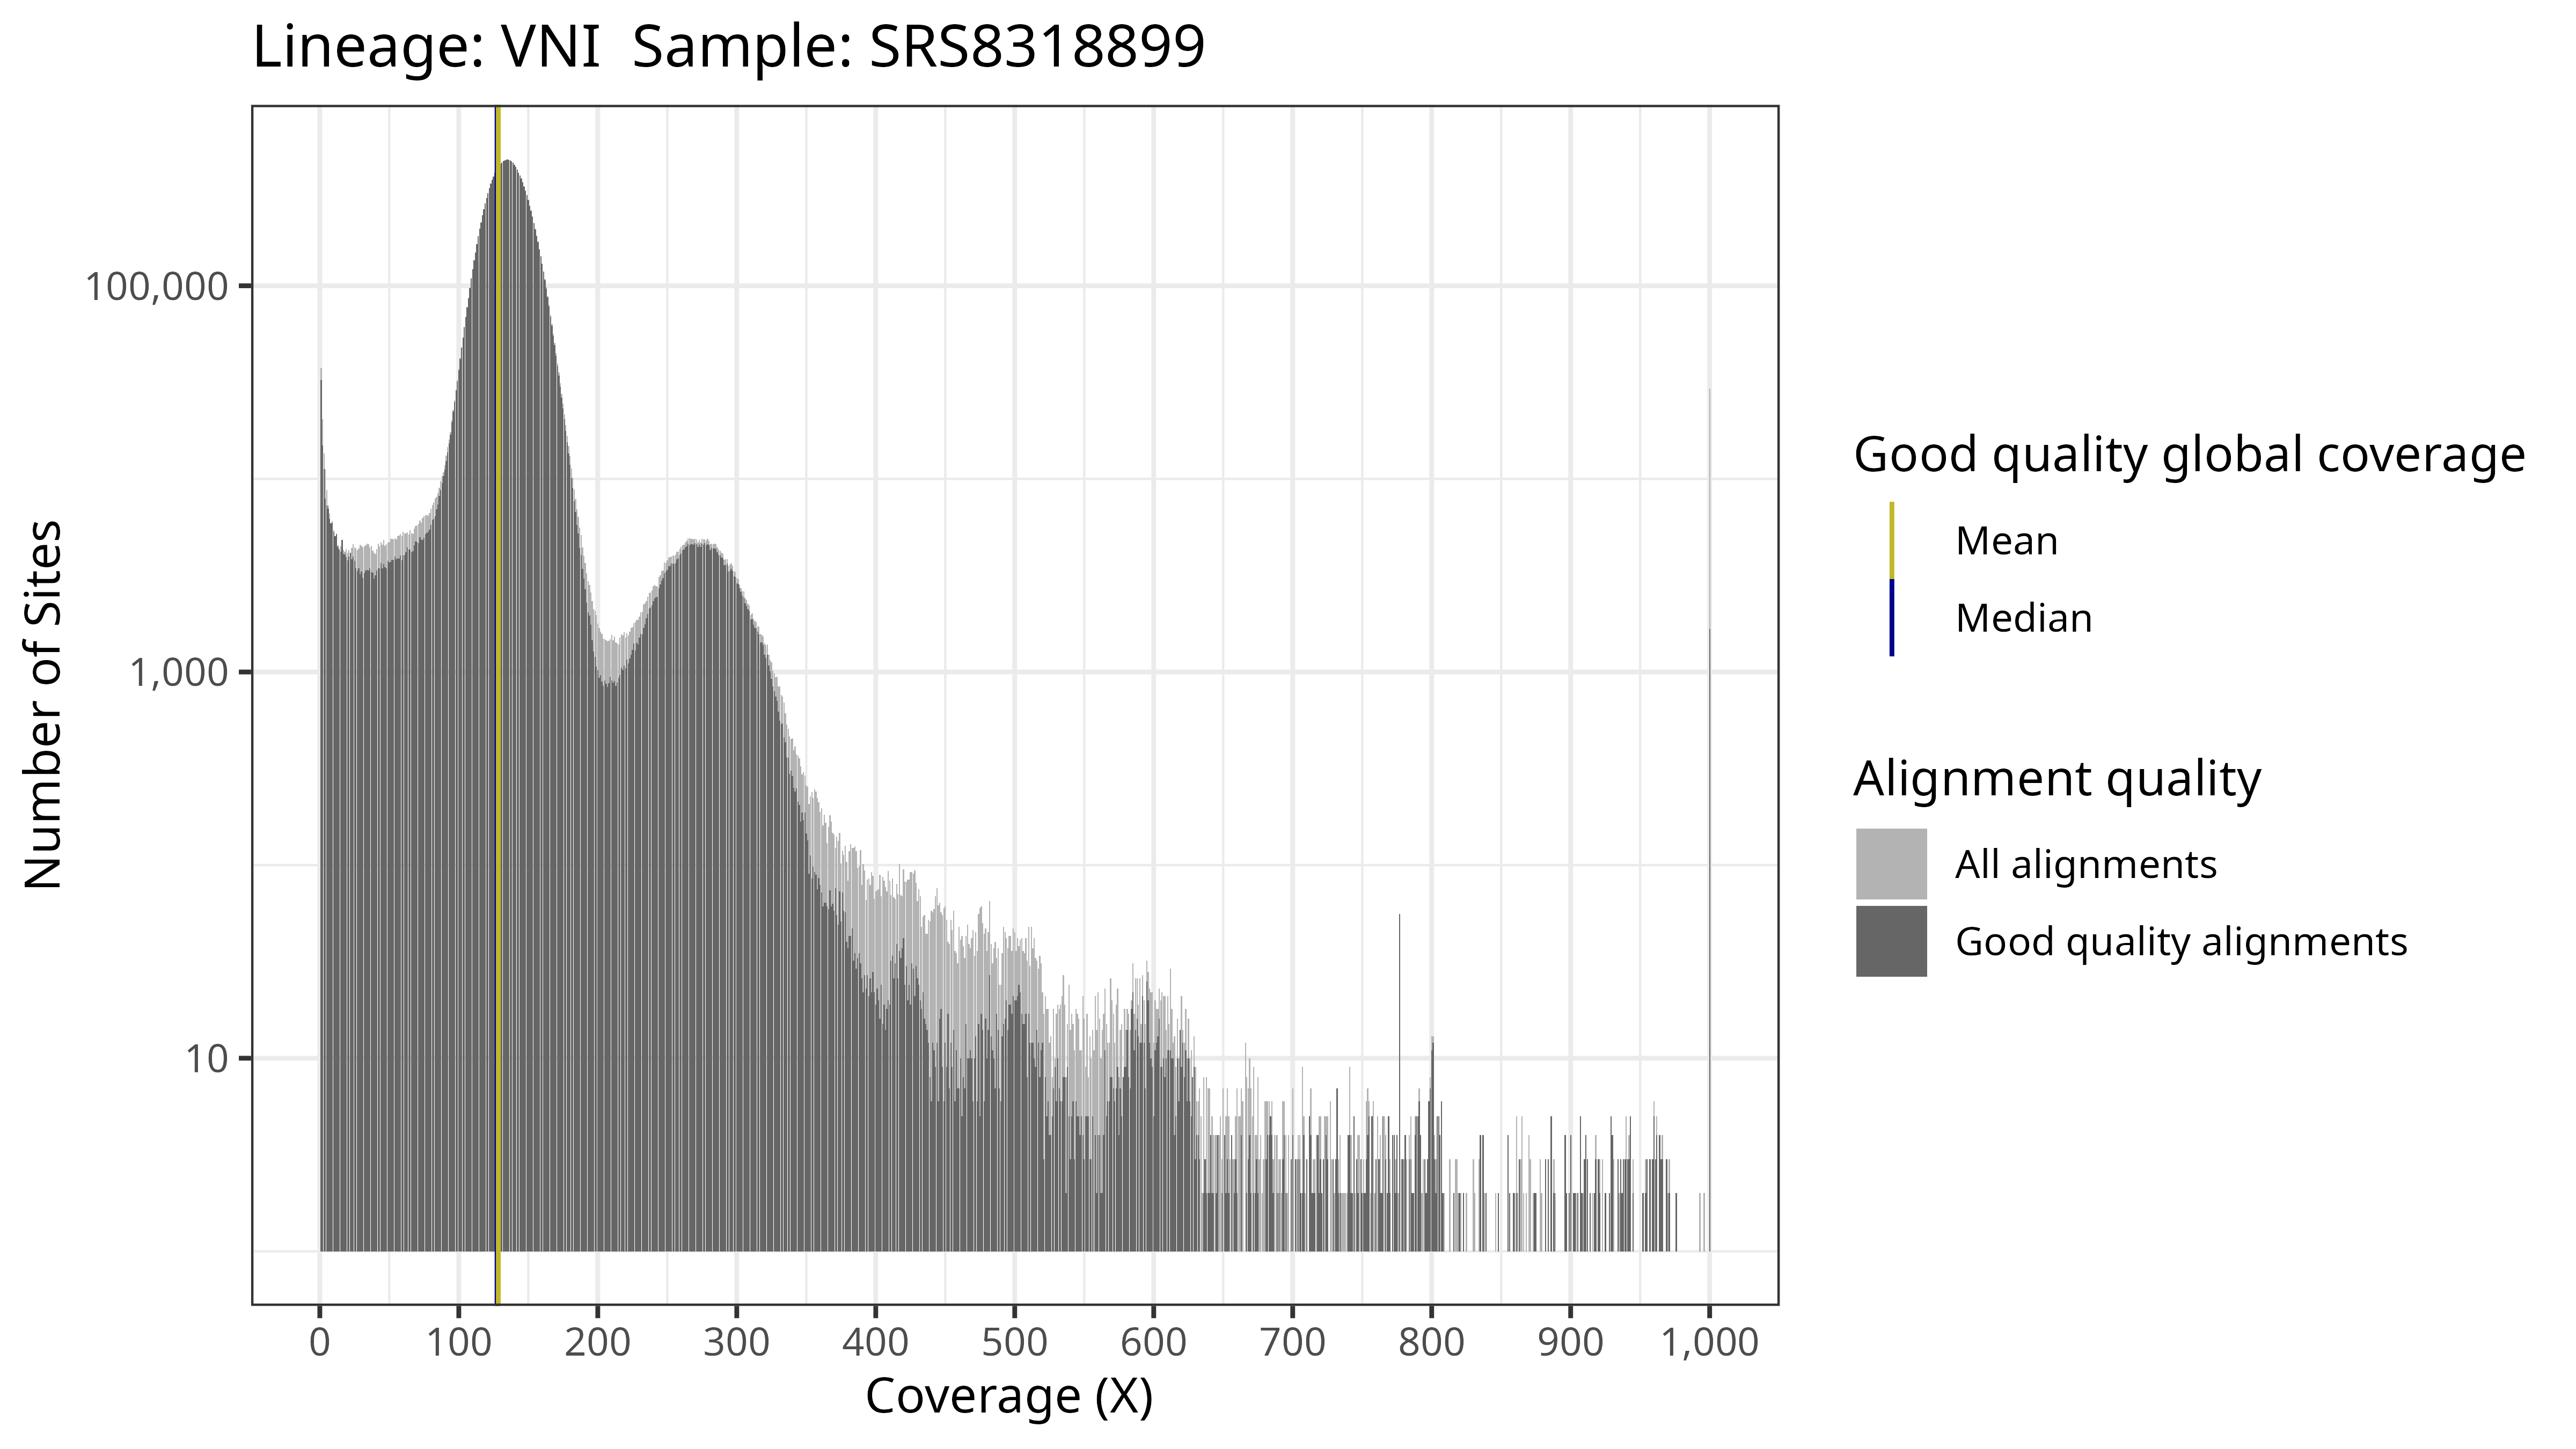 Lineage: VNI  Sample: SRS8318899
Number of Sites
100,000
1,000
10
0 100 200 300 400 500 600 700 800 900 1,000
Coverage (X)
Good quality global coverage
Mean
Median
Alignment quality
All alignments
Good quality alignments